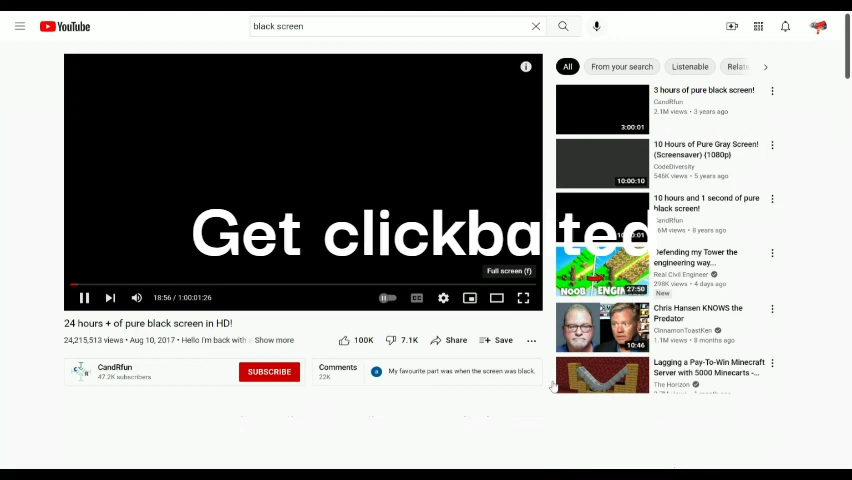 YouTube
black screen
All
From your search
Listenable
Relate
3 hours of pure black screen!
CandRfun
2.1M views • 3 years ago
3:00:01
10 Hours of Pure Gray Screen!
(Screensaver) (1080p)
CodeDiversity
546K views • 5 years ago
10:00:10
10 hours and 1 second of pure
black screen!
Get clickbaited
Defending my Tower the
engineering way...
Real Civil Engineer
298K views • 4 days ago
New
NOOB
27:50
Full screen (f)
18:56 / 1:00:01:26
CC
Chris Hansen KNOWS the
Predator
CinnamonToastKen
1.1M views • 8 months ago
10:46
24 hours + of pure black screen in HD!
24,215,513 views • Aug 10, 2017 • Hello I'm back with
Show more
100K
7.1K
Share
Save
CandRfun
47.2K subscribers
SUBSCRIBE
Comments
22K
My favourite part was when the screen was black.
Lagging a Pay-To-Win Minecraft
Server with 5000 Minecarts -...
The Horizon